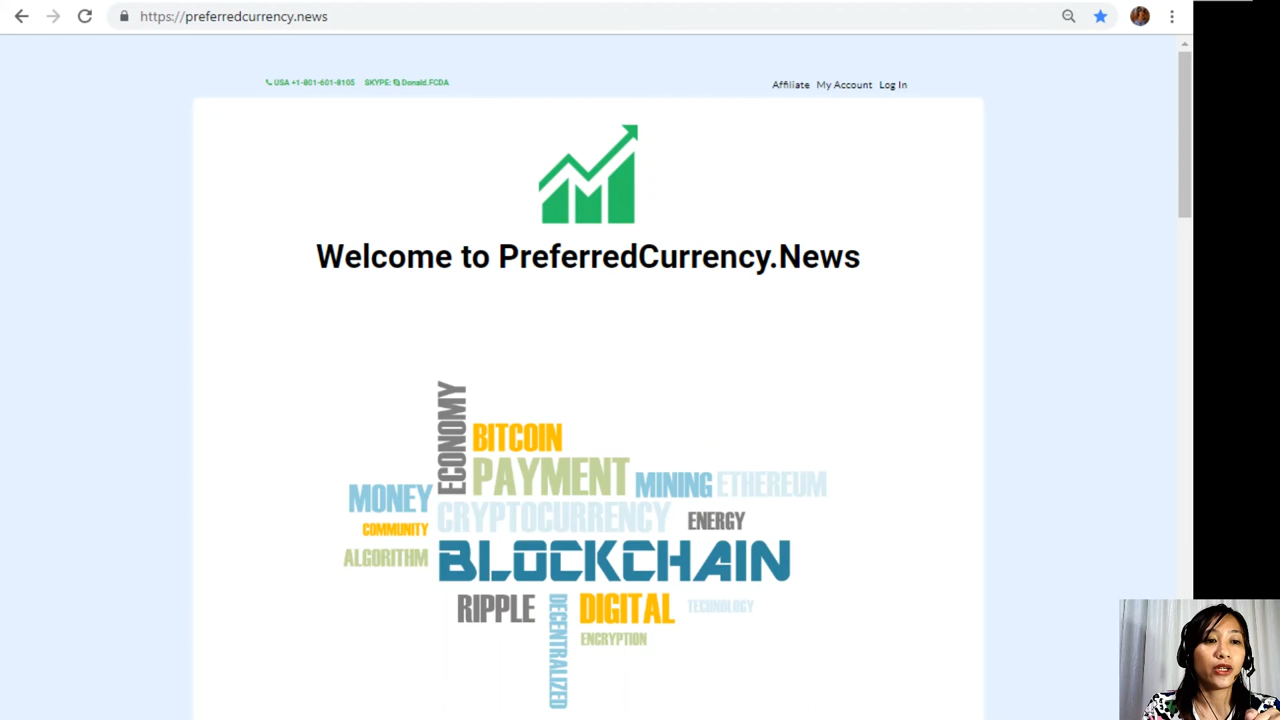 https://preferredcurrency.news
USA +1-801-601-8105 SKYPE: Donald.FCDA
Affiliate My Account Log In
Welcome to PreferredCurrency.News
ECONOMY
BITCOIN
PAYMENT
MONEY
MINING ETHEREUM
CRYPTOCURRENCY
ENERGY
COMMUNITY
ALGORITHM
BLOCKCHAIN
RIPPLE
DECENTRALIZED
DIGITAL
TECHNOLOGY
ENCRYPTION